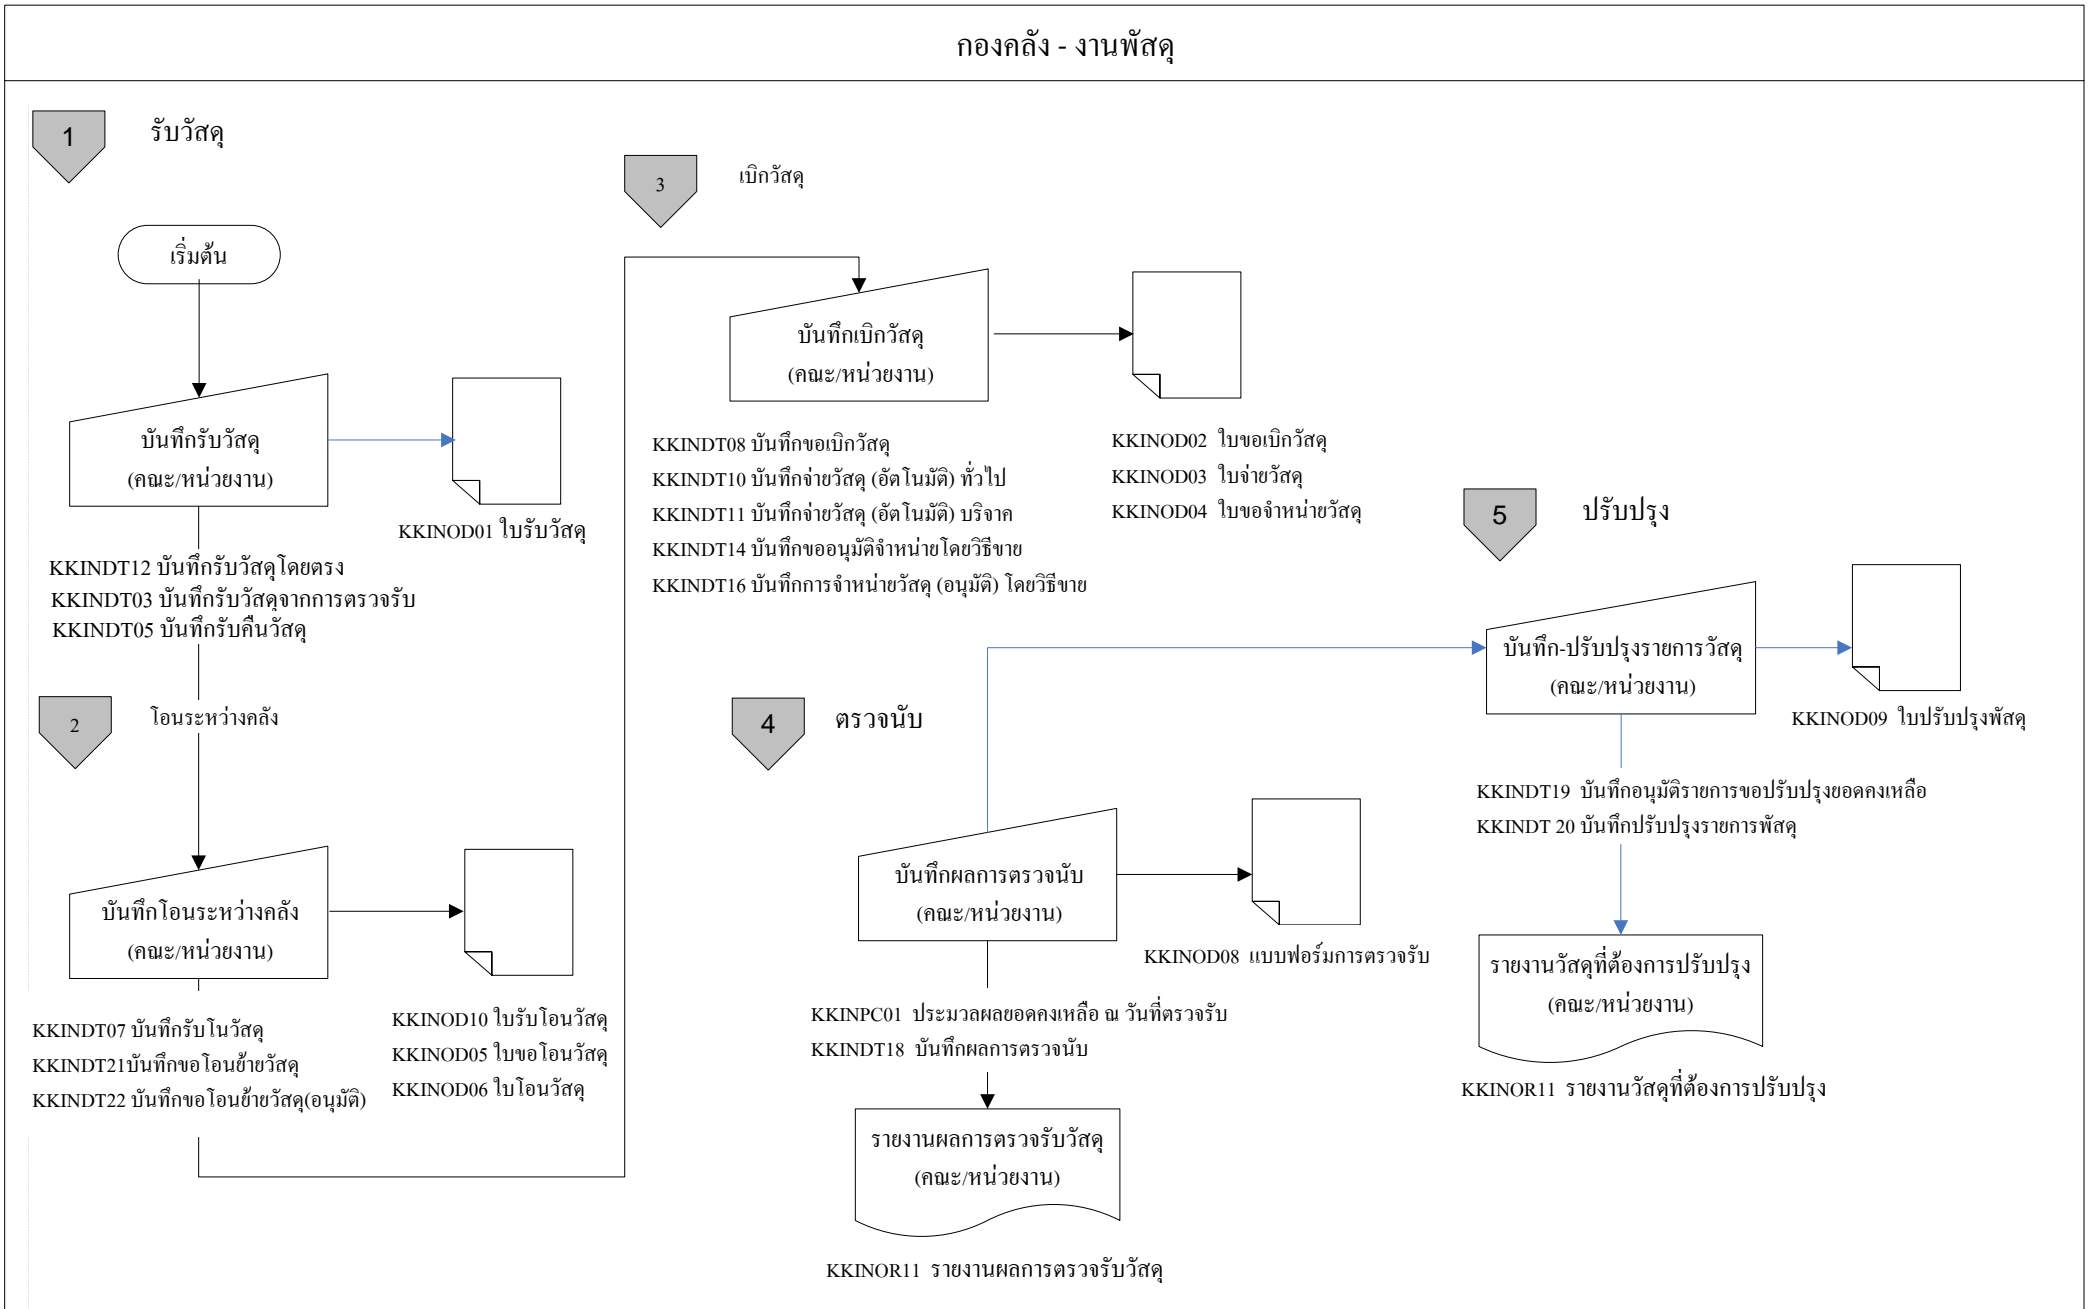 กองคลัง - งานพัสดุ
1
รับวัสดุ
เริ่มต้น
บันทึกรับวัสดุ
(คณะ/หน่วยงาน)
KKINOD01 ใบรับวัสดุ
KKINDT12 บันทึกรับวัสดุโดยตรง
KKINDT03 บันทึกรับวัสดุจากการตรวจรับ
KKINDT05 บันทึกรับคืนวัสดุ
2
โอนระหว่างคลัง
บันทึกโอนระหว่างคลัง
(คณะ/หน่วยงาน)
KKINDT07 บันทึกรับโนวัสดุ
KKINDT21บันทึกขอโอนย้ายวัสดุ
KKINDT22 บันทึกขอโอนย้ายวัสดุ(อนุมัติ)
KKINOD10 ใบรับโอนวัสดุ
KKINOD05 ใบขอโอนวัสดุ
KKINOD06 ใบโอนวัสดุ
3
เบิกวัสดุ
บันทึกเบิกวัสดุ
(คณะ/หน่วยงาน)
KKINDT08 บันทึกขอเบิกวัสดุ
KKINDT10 บันทึกจ่ายวัสดุ (อัตโนมัติ) ทั่วไป
KKINDT11 บันทึกจ่ายวัสดุ (อัตโนมัติ) บริจาค
KKINDT14 บันทึกขออนุมัติจำหน่ายโดยวิธีขาย
KKINDT16 บันทึกการจำหน่ายวัสดุ (อนุมัติ) โดยวิธีขาย
KKINOD02 ใบขอเบิกวัสดุ
KKINOD03 ใบจ่ายวัสดุ
KKINOD04 ใบขอจำหน่ายวัสดุ
4
ตรวจนับ
บันทึกผลการตรวจนับ
(คณะ/หน่วยงาน)
KKINOD08 แบบฟอร์มการตรวจรับ
KKINPC01 ประมวลผลยอดคงเหลือ ณ วันที่ตรวจรับ
KKINDT18 บันทึกผลการตรวจนับ
รายงานผลการตรวจรับวัสดุ
(คณะ/หน่วยงาน)
KKINOR11 รายงานผลการตรวจรับวัสดุ
5
ปรับปรุง
บันทึก-ปรับปรุงรายการวัสดุ
(คณะ/หน่วยงาน)
KKINOD09 ใบปรับปรุงพัสดุ
KKINDT19 บันทึกอนุมัติรายการขอปรับปรุงยอดคงเหลือ
KKINDT 20 บันทึกปรับปรุงรายการพัสดุ
รายงานวัสดุที่ต้องการปรับปรุง
(คณะ/หน่วยงาน)
KKINOR11 รายงานวัสดุที่ต้องการปรับปรุง